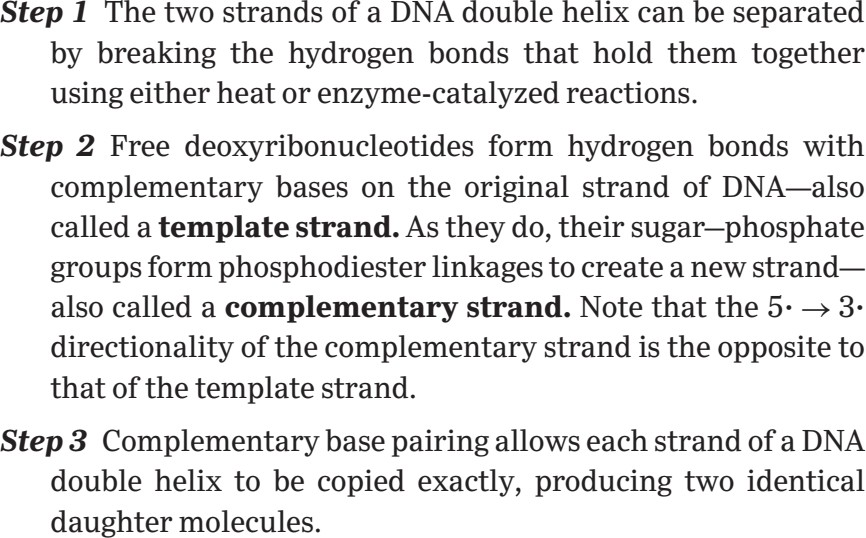 Step 1 The two strands of a DNA double helix can be separated
by breaking the hydrogen bonds that hold them together
using either heat or enzyme-catalyzed reactions.
Step 2 Free deoxyribonucleotides form hydrogen bonds with
complementary bases on the original strand of DNA—also
called a template strand. As they do, their sugar–phosphate
groups form phosphodiester linkages to create a new strand—
also called a complementary strand. Note that the 5· → 3·
directionality of the complementary strand is the opposite to
that of the template strand.
Step 3 Complementary base pairing allows each strand of a DNA
double helix to be copied exactly, producing two identical
daughter molecules.